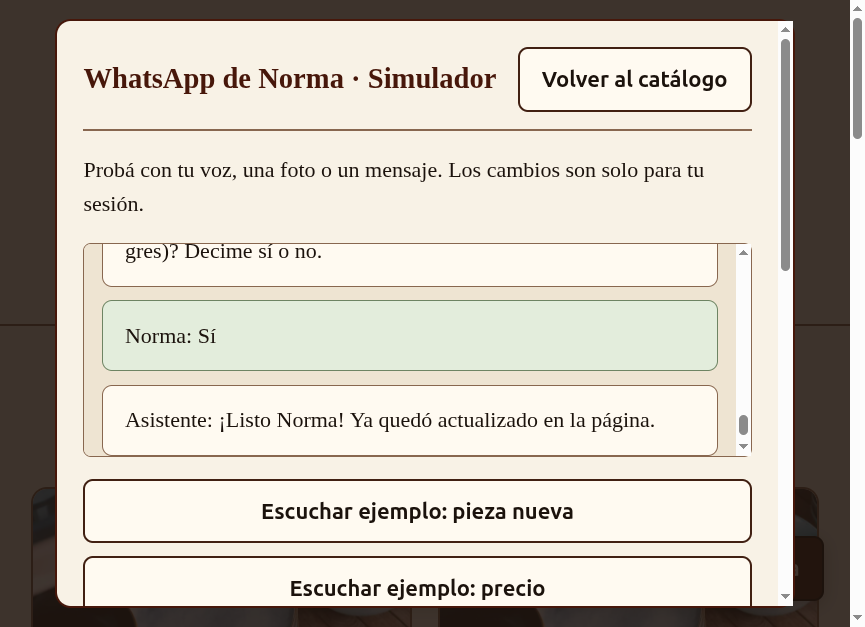 WhatsApp de Norma · Simulador
Volver al catálogo
Probá con tu voz, una foto o un mensaje. Los cambios son solo para tu
sesión.
gres)? Decime sí o no.
Norma: Sí
Asistente: ¡Listo Norma! Ya quedó actualizado en la página.
Escuchar ejemplo: pieza nueva
Escuchar ejemplo: precio